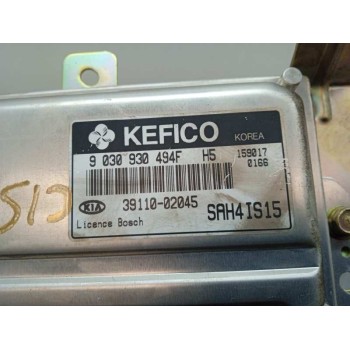 KEFICO KOREA
9 030 930 494F H5 159017
0166
KIA 39110-02045 SAH4IS15
Licence Bosch